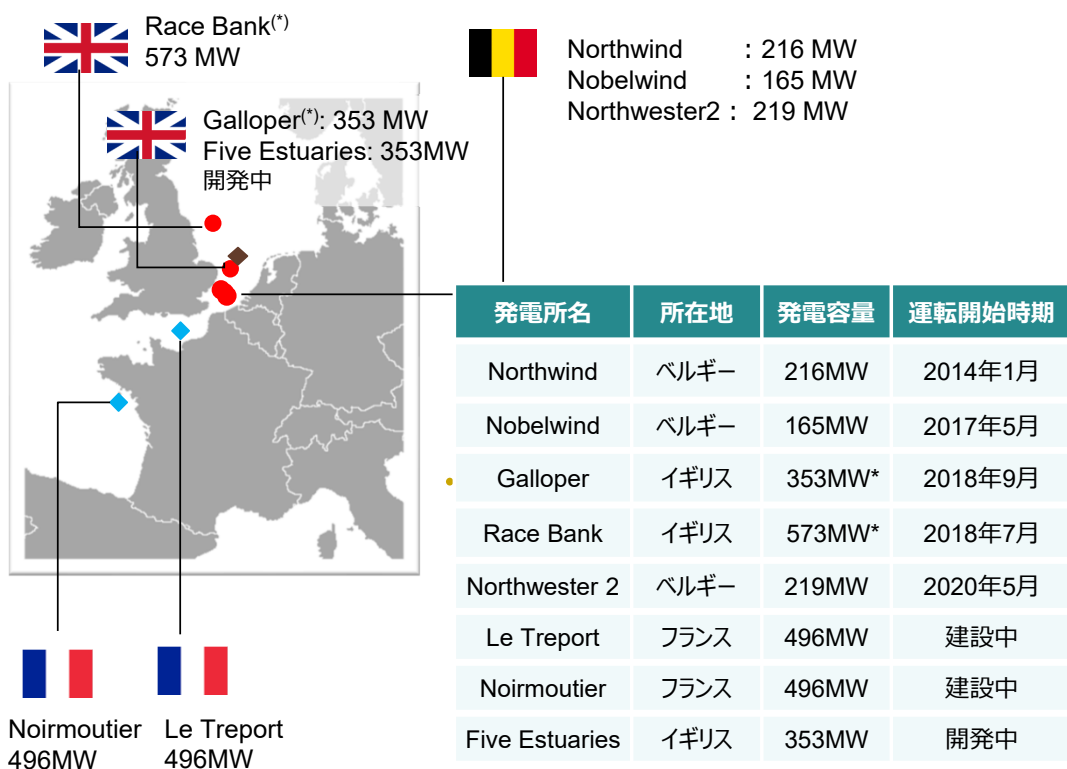 Race Bank(*)
573 MW
Galloper(*): 353 MW
Five Estuaries: 353MW
開発中
Northwind : 216 MW
Nobelwind : 165 MW
Northwester2 : 219 MW
発電所名 所在地 発電容量 運転開始時期
Northwind ベルギー 216MW 2014年1月
Nobelwind ベルギー 165MW 2017年5月
Galloper イギリス 353MW* 2018年9月
Race Bank イギリス 573MW* 2018年7月
Northwester 2 ベルギー 219MW 2020年5月
Le Treport フランス 496MW 建設中
Noirmoutier フランス 496MW 建設中
Five Estuaries イギリス 353MW 開発中
Noirmoutier
496MW
Le Treport
496MW